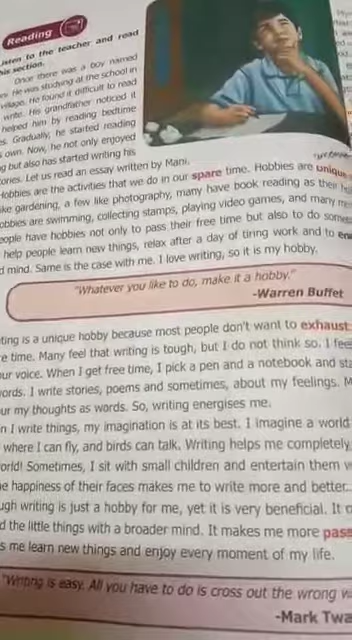 Reading
isten to the teacher and read
his section.
Once there was a boy named
He was studying at the school in
village. He found it difficult to read
write. His grandfather noticed it
helped him by reading bedtime
es. Gradually, he started reading
s own. Now, he not only enjoyed
g but also has started writing his
tories. Let us read an essay written by Mani.
Hobbies are the activities that we do in our spare time. Hobbies are unique
ike gardening, a few like photography, many have book reading as their
obbies are swimming, collecting stamps, playing video games, and many
eople have hobbies not only to pass their free time but also to do
help people learn new things, relax after a day of tiring work and to
d mind. Same is the case with me. I love writing, so it is my hobby.
"Whatever you like to do, make it a hobby."
-Warren Buffet
ting is a unique hobby because most people don't want to exhaust
e time. Many feel that writing is tough, but I do not think so. I
our voice. When I get free time, I pick a pen and a notebook and
words. I write stories, poems and sometimes, about my feelings.
ur my thoughts as words. So, writing energises me.
n I write things, my imagination is at its best. I imagine a world
where I can fly, and birds can talk. Writing helps me completely
orld! Sometimes, I sit with small children and entertain them
e happiness of their faces makes me to write more and better.
ugh writing is just a hobby for me, yet it is very beneficial. It
d the little things with a broader mind. It makes me more pass
s me learn new things and enjoy every moment of my life.
"Writing is easy. All you have to do is cross out the wrong
-Mark Twa